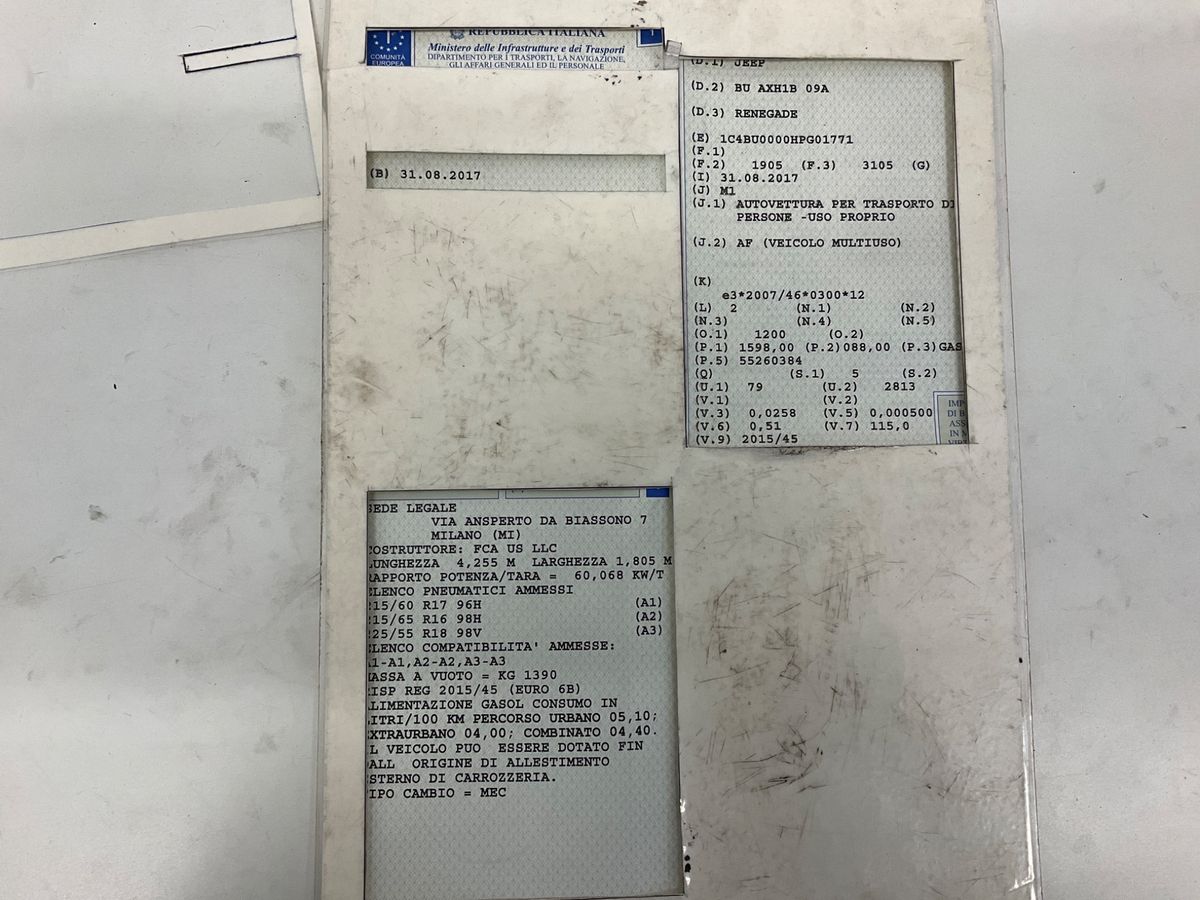 REPUBBLICA ITALIANA
COMUNITÀ
EUROPEA
I
Ministero delle Infrastrutture e dei Trasporti
DIPARTIMENTO PER I TRASPORTI, LA NAVIGAZIONE,
GLI AFFARI GENERALI ED IL PERSONALE
1
(B) 31.08.2017
SEDE LEGALE
VIA ANSPERTO DA BIASSONO 7
MILANO (MI)
COSTRUTTORE: FCA US LLC
LUNGHEZZA 4,255 M LARGHEZZA 1,805 M
RAPPORTO POTENZA/TARA = 60,068 KW/T
ELENCO PNEUMATICI AMMESSI
215/60 R17 96H (A1)
215/65 R16 98H (A2)
225/55 R18 98V (A3)
ELENCO COMPATIBILITA' AMMESSE:
A1-A1,A2-A2,A3-A3
MASSA A VUOTO = KG 1390
RISP REG 2015/45 (EURO 6B)
ALIMENTAZIONE GASOL CONSUMO IN
LITRI/100 KM PERCORSO URBANO 05,10;
EXTRAURBANO 04,00; COMBINATO 04,40.
IL VEICOLO PUO ESSERE DOTATO FIN
DALL ORIGINE DI ALLESTIMENTO
ESTERNO DI CARROZZERIA.
TIPO CAMBIO = MEC
(D.1) JEEP
(D.2) BU AXH1B 09A
(D.3) RENEGADE
(E) 1C4BU0000HPG01771
(F.1)
(F.2) 1905 (F.3) 3105 (G)
(I) 31.08.2017
(J) M1
(J.1) AUTOVETTURA PER TRASPORTO DI
PERSONE -USO PROPRIO
(J.2) AF (VEICOLO MULTIUSO)
(K)
e3*2007/46*0300*12
(L) 2 (N.1) (N.2)
(N.3) (N.4) (N.5)
(O.1) 1200 (O.2)
(P.1) 1598,00 (P.2)088,00 (P.3)GAS
(P.5) 55260384
(Q) (S.1) 5 (S.2)
(U.1) 79 (U.2) 2813
(V.1) (V.2)
(V.3) 0,0258 (V.5) 0,000500
(V.6) 0,51 (V.7) 115,0
(V.9) 2015/45